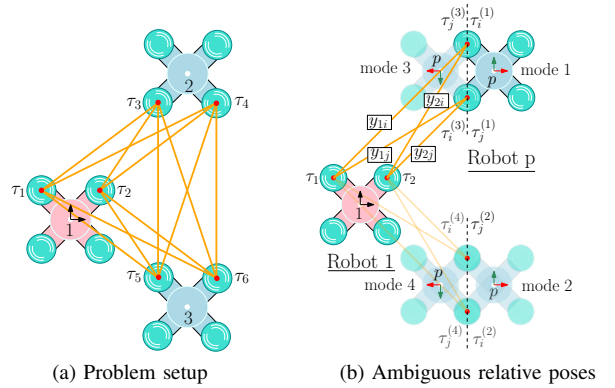 2
τ₃
τ₄
τ₁
τ₂
1
τ₅
τ₆
3
(a) Problem setup
τⱼ⁽³⁾ τᵢ⁽¹⁾
mode 3
p
p
mode 1
y₁ᵢ
y₂ᵢ
y₁ⱼ
y₂ⱼ
τᵢ⁽³⁾ τⱼ⁽¹⁾
Robot p
τ₁
τ₂
1
Robot 1
τᵢ⁽⁴⁾ τⱼ⁽²⁾
mode 4
p
p
mode 2
τⱼ⁽⁴⁾ τᵢ⁽²⁾
(b) Ambiguous relative poses